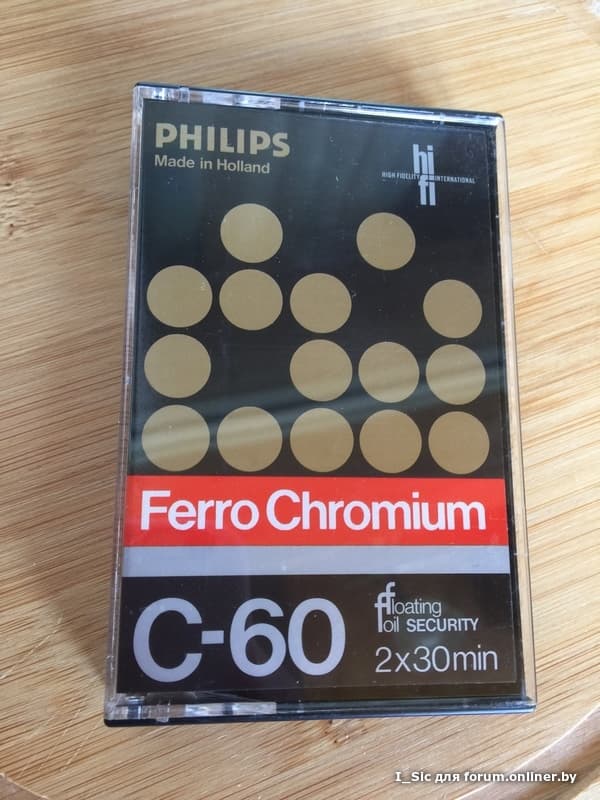 PHILIPS
Made in Holland
hi
HIGH FIDELITY INTERNATIONAL
fi
Ferro Chromium
C-60
floating
foil SECURITY
2x30min
I_Sic для forum.onliner.by